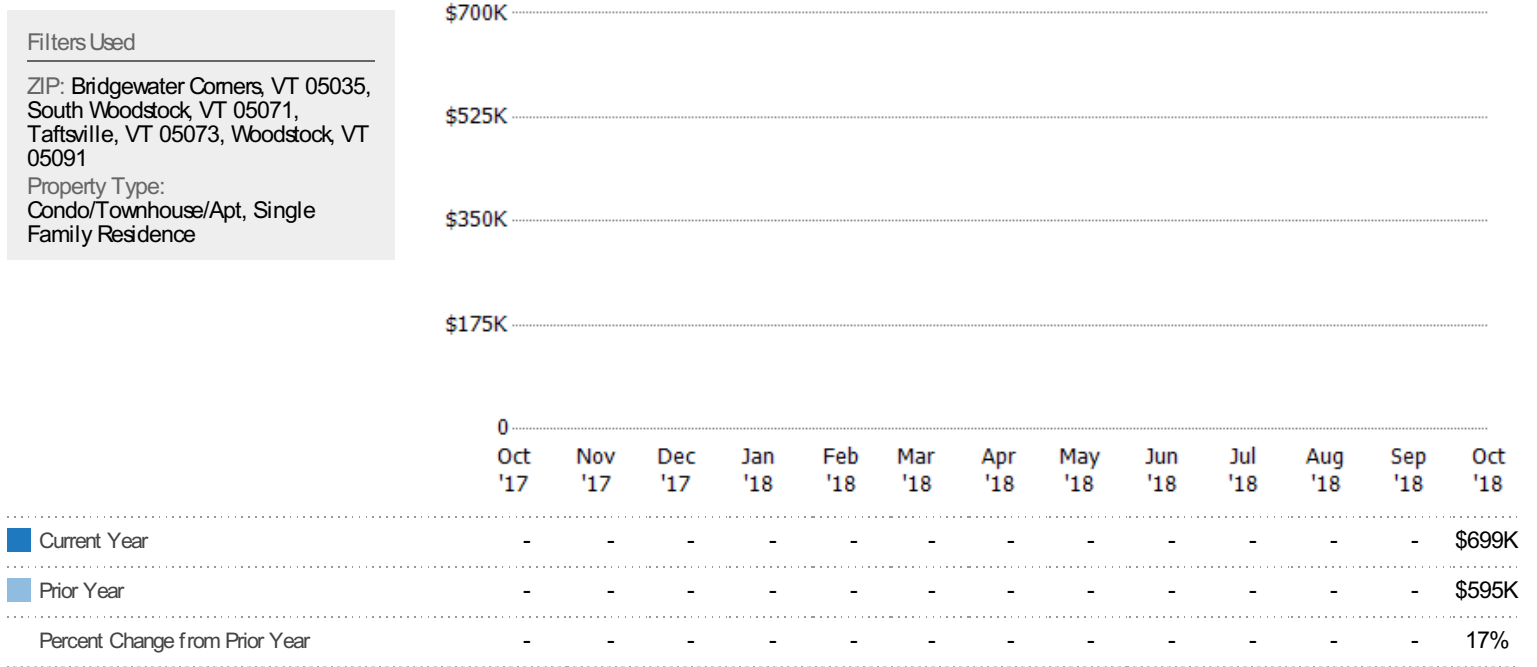 Filters Used
ZIP: Bridgewater Corners, VT 05035,
South Woodstock, VT 05071,
Taftsville, VT 05073, Woodstock, VT
05091
Property Type:
Condo/Townhouse/Apt, Single
Family Residence
$700K
$525K
$350K
$175K
0
Oct Nov Dec Jan Feb Mar Apr May Jun Jul Aug Sep Oct
'17 '17 '17 '18 '18 '18 '18 '18 '18 '18 '18 '18 '18
Current Year - - - - - - - - - - - - $699K
Prior Year - - - - - - - - - - - - $595K
Percent Change from Prior Year - - - - - - - - - - - - 17%